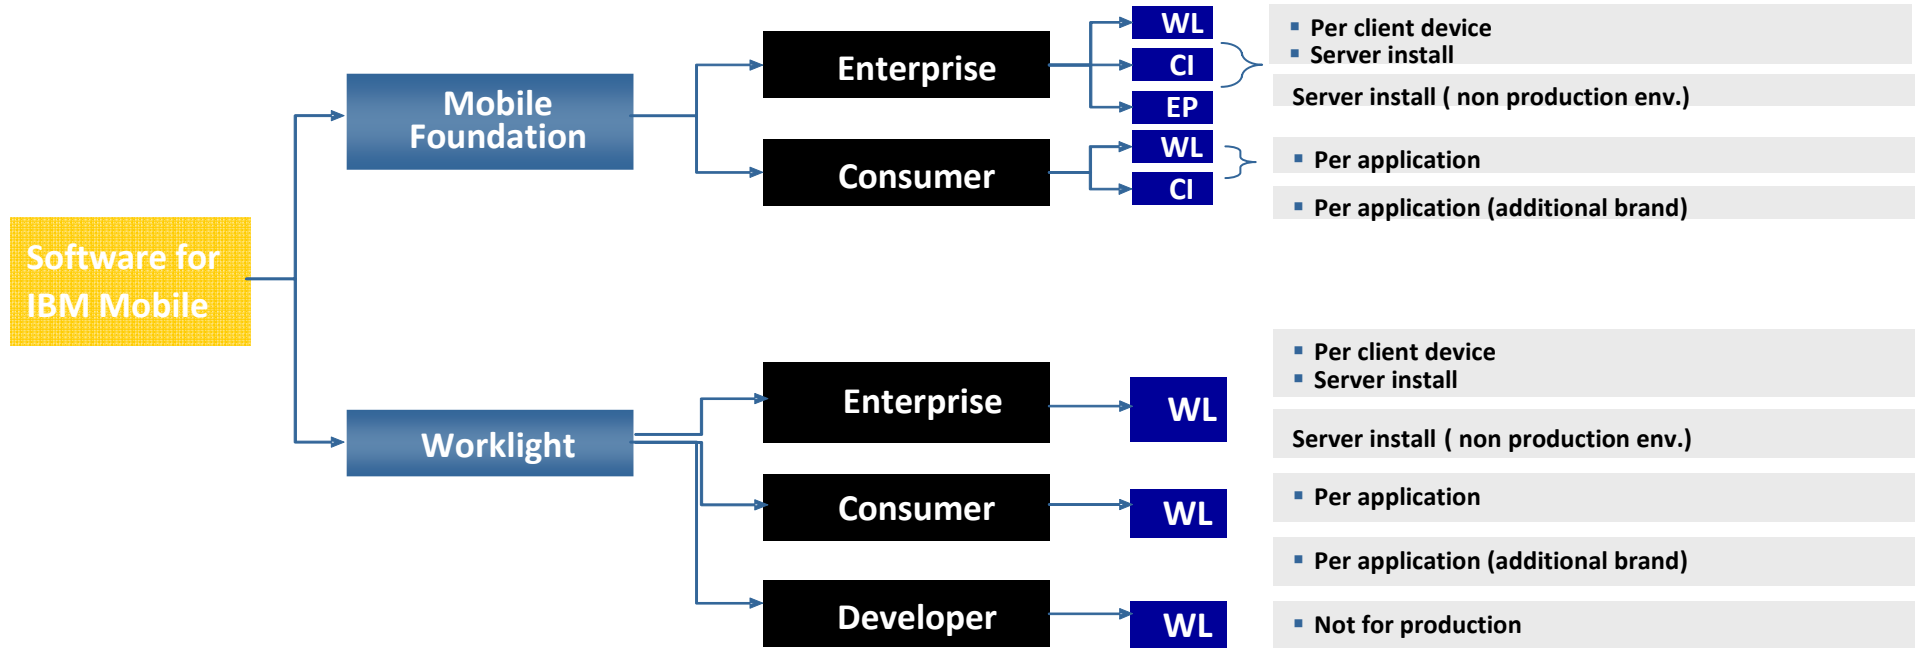 Software for
IBM Mobile
Mobile
Foundation
Enterprise
WL
CI
EP
▪ Per client device
▪ Server install
Server install ( non production env.)
Consumer
WL
CI
▪ Per application
▪ Per application (additional brand)
Worklight
Enterprise
WL
▪ Per client device
▪ Server install
Server install ( non production env.)
Consumer
WL
▪ Per application
▪ Per application (additional brand)
Developer
WL
▪ Not for production